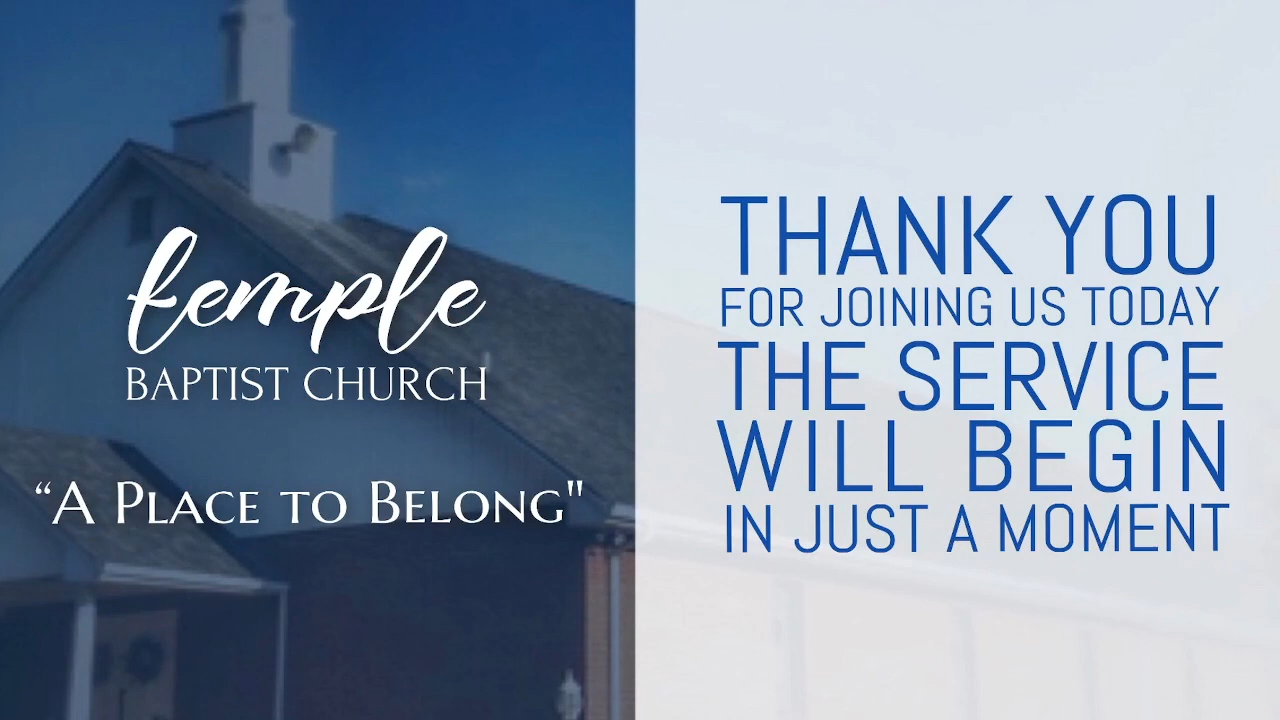 temple
BAPTIST CHURCH
“A PLACE TO BELONG"
THANK YOU
FOR JOINING US TODAY
THE SERVICE
WILL BEGIN
IN JUST A MOMENT